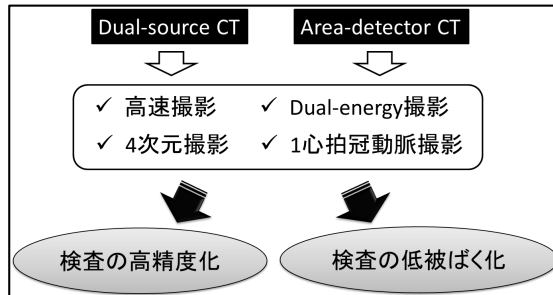 Dual-source CT
Area-detector CT
✓ 高速撮影
✓ Dual-energy撮影
✓ 4次元撮影
✓ 1心拍冠動脈撮影
検査の高精度化
検査の低被ばく化